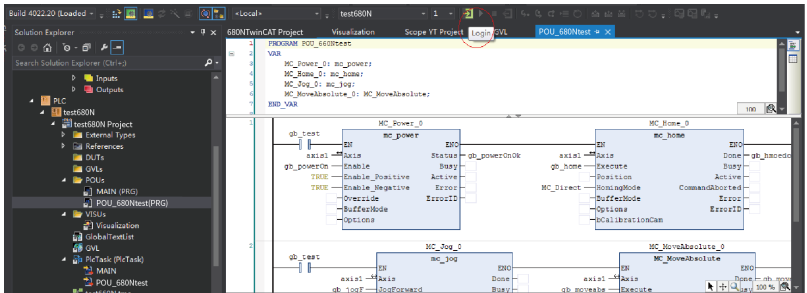 Build 4022.20 (Loaded
<Local>
test680N
1
Solution Explorer
Search Solution Explorer (Ctrl+;)
Inputs
Outputs
PLC
test680N
test680N Project
External Types
References
DUTs
GVLs
POUs
MAIN (PRG)
POU_680Ntest(PRG)
VISUs
Visualization
GlobalTextList
GVL
PlcTask (PlcTask)
MAIN
POU_680Ntest
680NTwinCAT Project
Visualization
Scope YT Project
Login
GVL
POU_680Ntest
1 PROGRAM POU_680Ntest
2 VAR
3 MC_Power_0: mc_power;
4 MC_Home_0: mc_home;
5 MC_Jog_0: mc_jog;
6 MC_MoveAbsolute_0: MC_MoveAbsolute;
7 END_VAR
100
1
MC_Power_0
gb_test
mc_power
EN ENO
axis1 Axis Status gb_powerOnOk
gb_powerOn Enable Busy
TRUE Enable_Positive Active
TRUE Enable_Negative Error
Override ErrorID
BufferMode
Options
MC_Home_0
mc_home
EN ENO
axis1 Axis Done
gb_home Execute Busy
Position Active
MC_Direct HomingMode CommandAborted
BufferMode Error
Options ErrorID
bCalibrationCam
2
MC_Jog_0
gb_test
mc_jog
EN ENO
axis1 Axis Done
gb_jogF JogForward Busy
MC_MoveAbsolute_0
MC_MoveAbsolute
EN ENO
axis1 Axis
gb_moveabs Execute
100 %